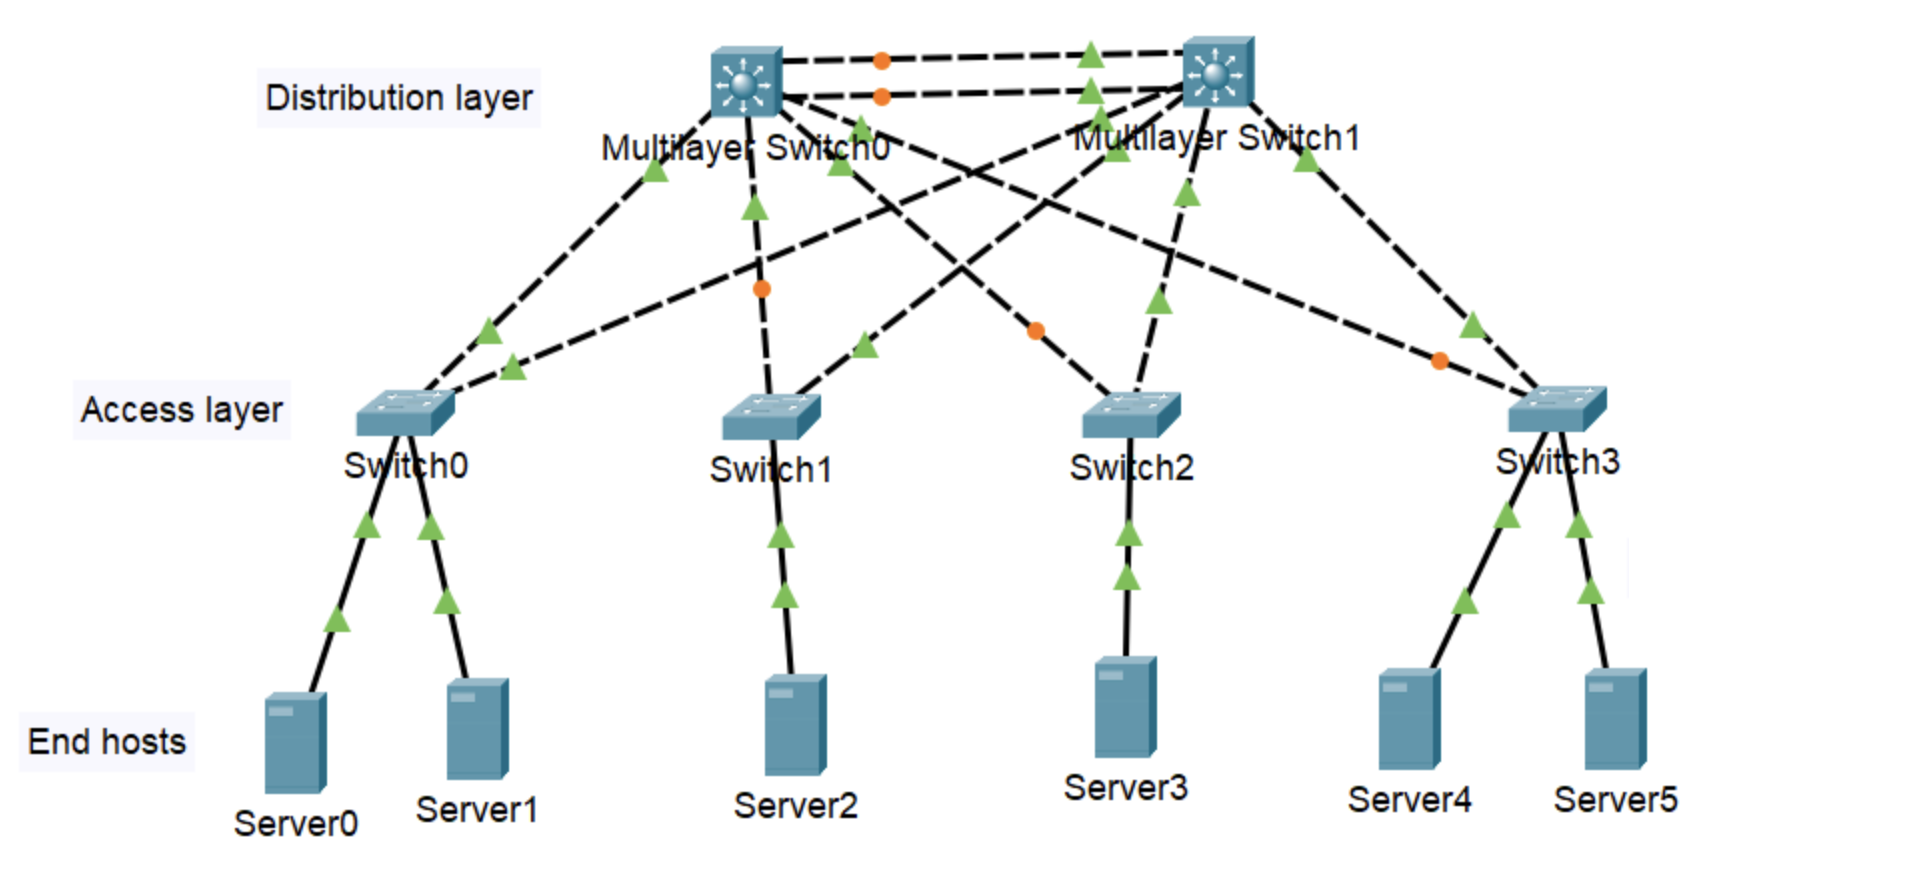 Distribution layer
Multilayer Switch0
Multilayer Switch1
Access layer
Switch0
Switch1
Switch2
Switch3
End hosts
Server0
Server1
Server2
Server3
Server4
Server5